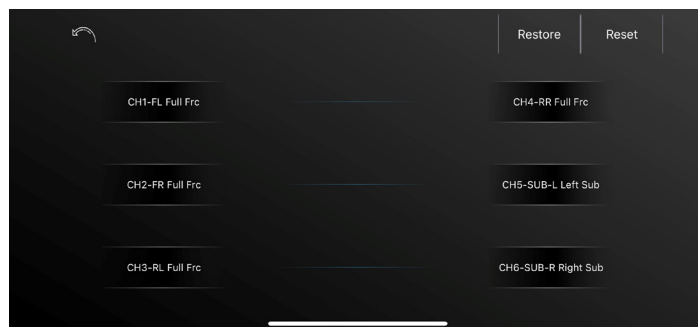 Restore Reset
CH1-FL Full Frc CH4-RR Full Frc
CH2-FR Full Frc CH5-SUB-L Left Sub
CH3-RL Full Frc CH6-SUB-R Right Sub